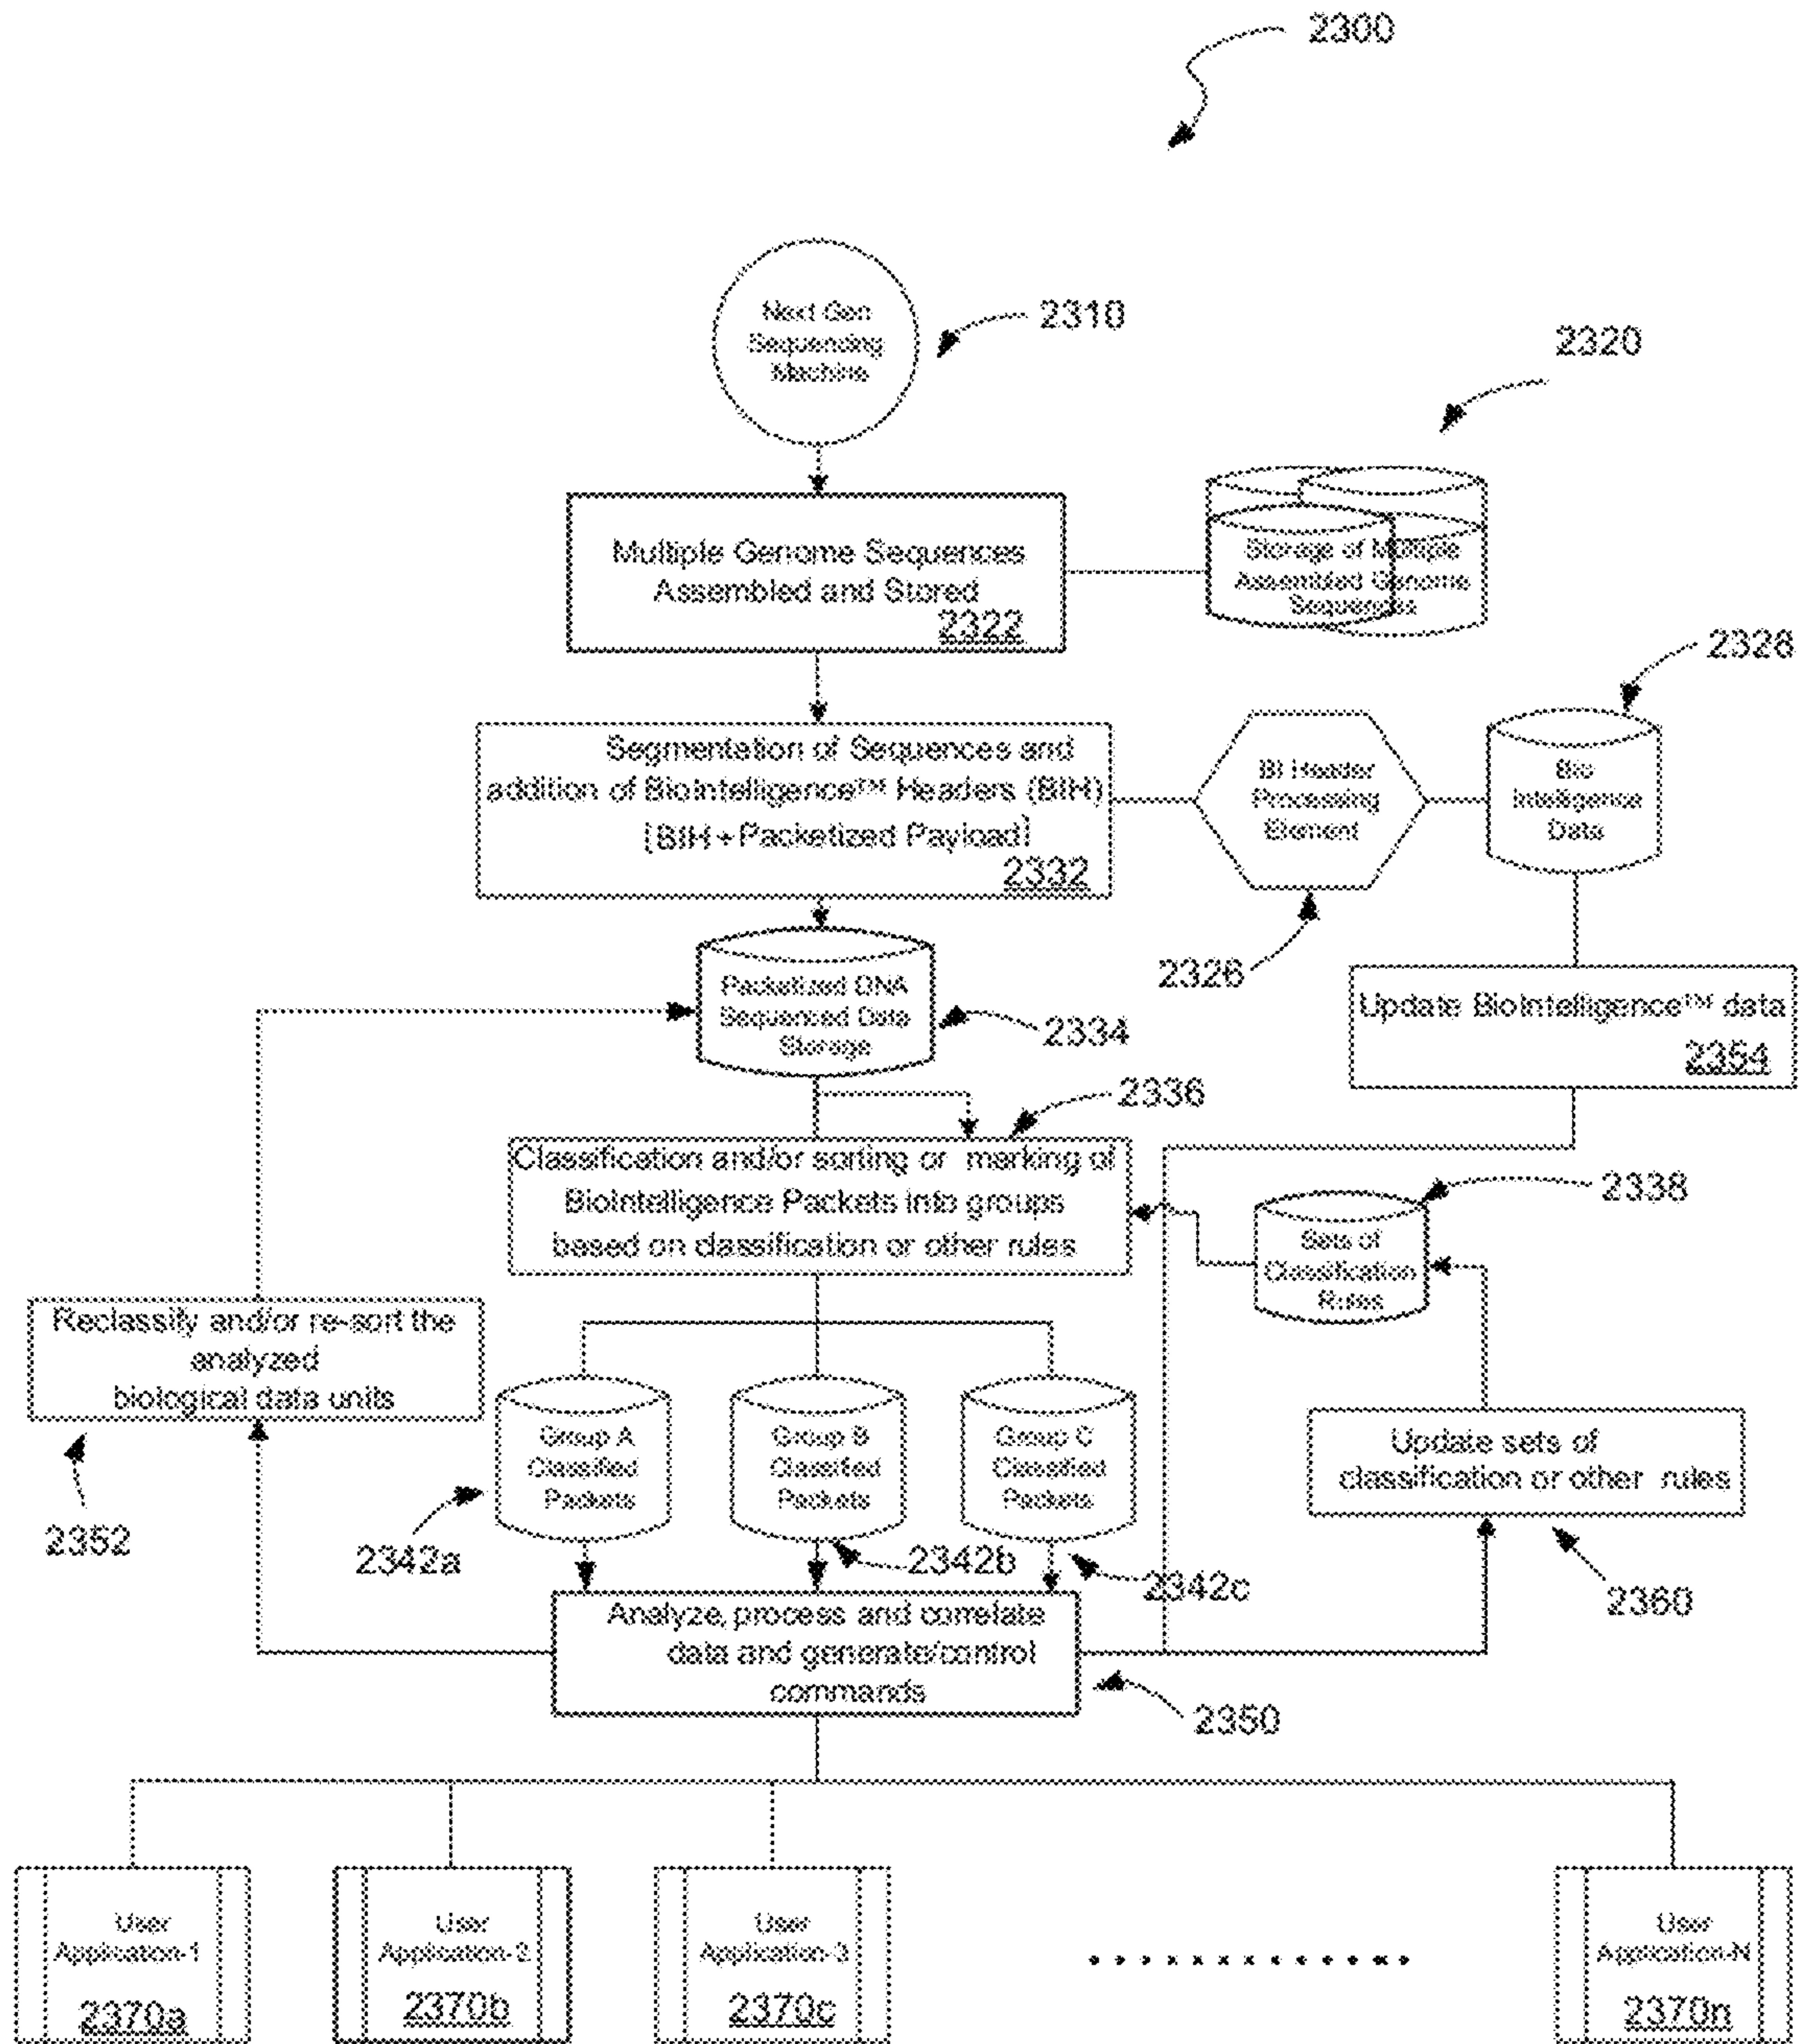 2300
Next Gen
Sequencing
Machine
2310
2320
Multiple Genome Sequences
Assembled and Stored
2322
Storage of Multiple
Assembled Genome
Sequences
2328
Segmentation of Sequences and
addition of BioIntelligence™ Headers (BIH)
[BIH+Packetized Payload]
2332
BI Header
Processing
Element
Bio
Intelligence
Data
2326
Packetized DNA
Sequenced Data
Storage
2334
Update BioIntelligence™ data
2354
2336
Classification and/or sorting or marking of
BioIntelligence Packets into groups
based on classification or other rules
2338
Sets of
Classification
Rules
Reclassify and/or re-sort the
analyzed
biological data units
2352
Group A
Classified
Packets
Group B
Classified
Packets
Group C
Classified
Packets
Update sets of
classification or other rules
2342a
2342b
2342c
2360
Analyze, process and correlate
data and generate/control
commands
2350
User
Application-1
2370a
User
Application-2
2370b
User
Application-3
2370c
User
Application-N
2370n